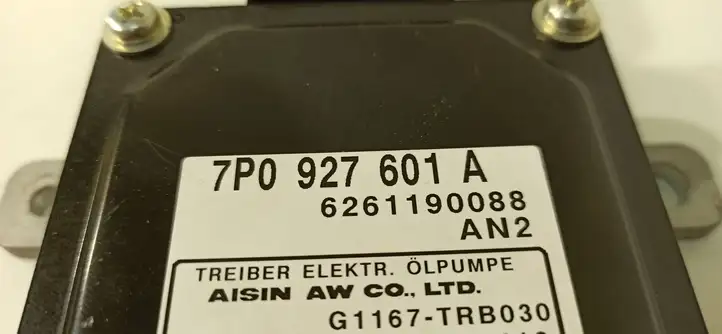 7P0 927 601 A
6261190088
AN2
TREIBER ELEKTR. ÖLPUMPE
AISIN AW CO., LTD.
G1167-TRB030